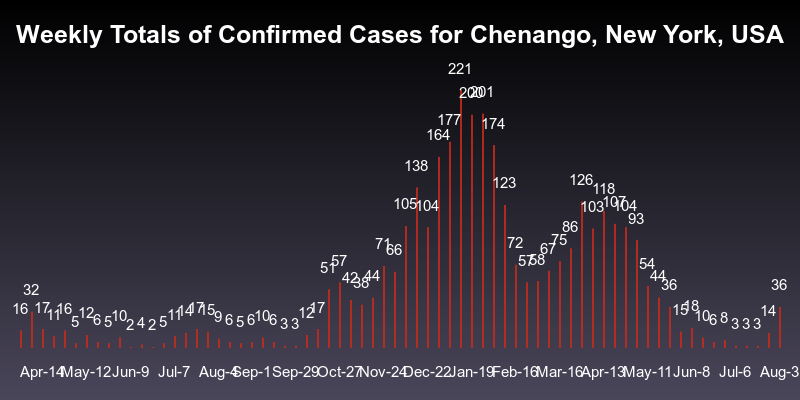 Weekly Totals of Confirmed Cases for Chenango, New York, USA
16 32 17 11 16 5 12 6 5 10 2 4 2 5 11 14 17 15 9 6 5 6 10 6 3 3 12 17 51 57 42 38 44 71 66 105 138 104 164 177 221 200 201 174 123 72 57 58 67 75 86 126 103 118 107 104 93 54 44 36 15 18 10 6 8 3 3 3 14 36
Apr-14 May-12 Jun-9 Jul-7 Aug-4 Sep-1 Sep-29 Oct-27 Nov-24 Dec-22 Jan-19 Feb-16 Mar-16 Apr-13 May-11 Jun-8 Jul-6 Aug-3